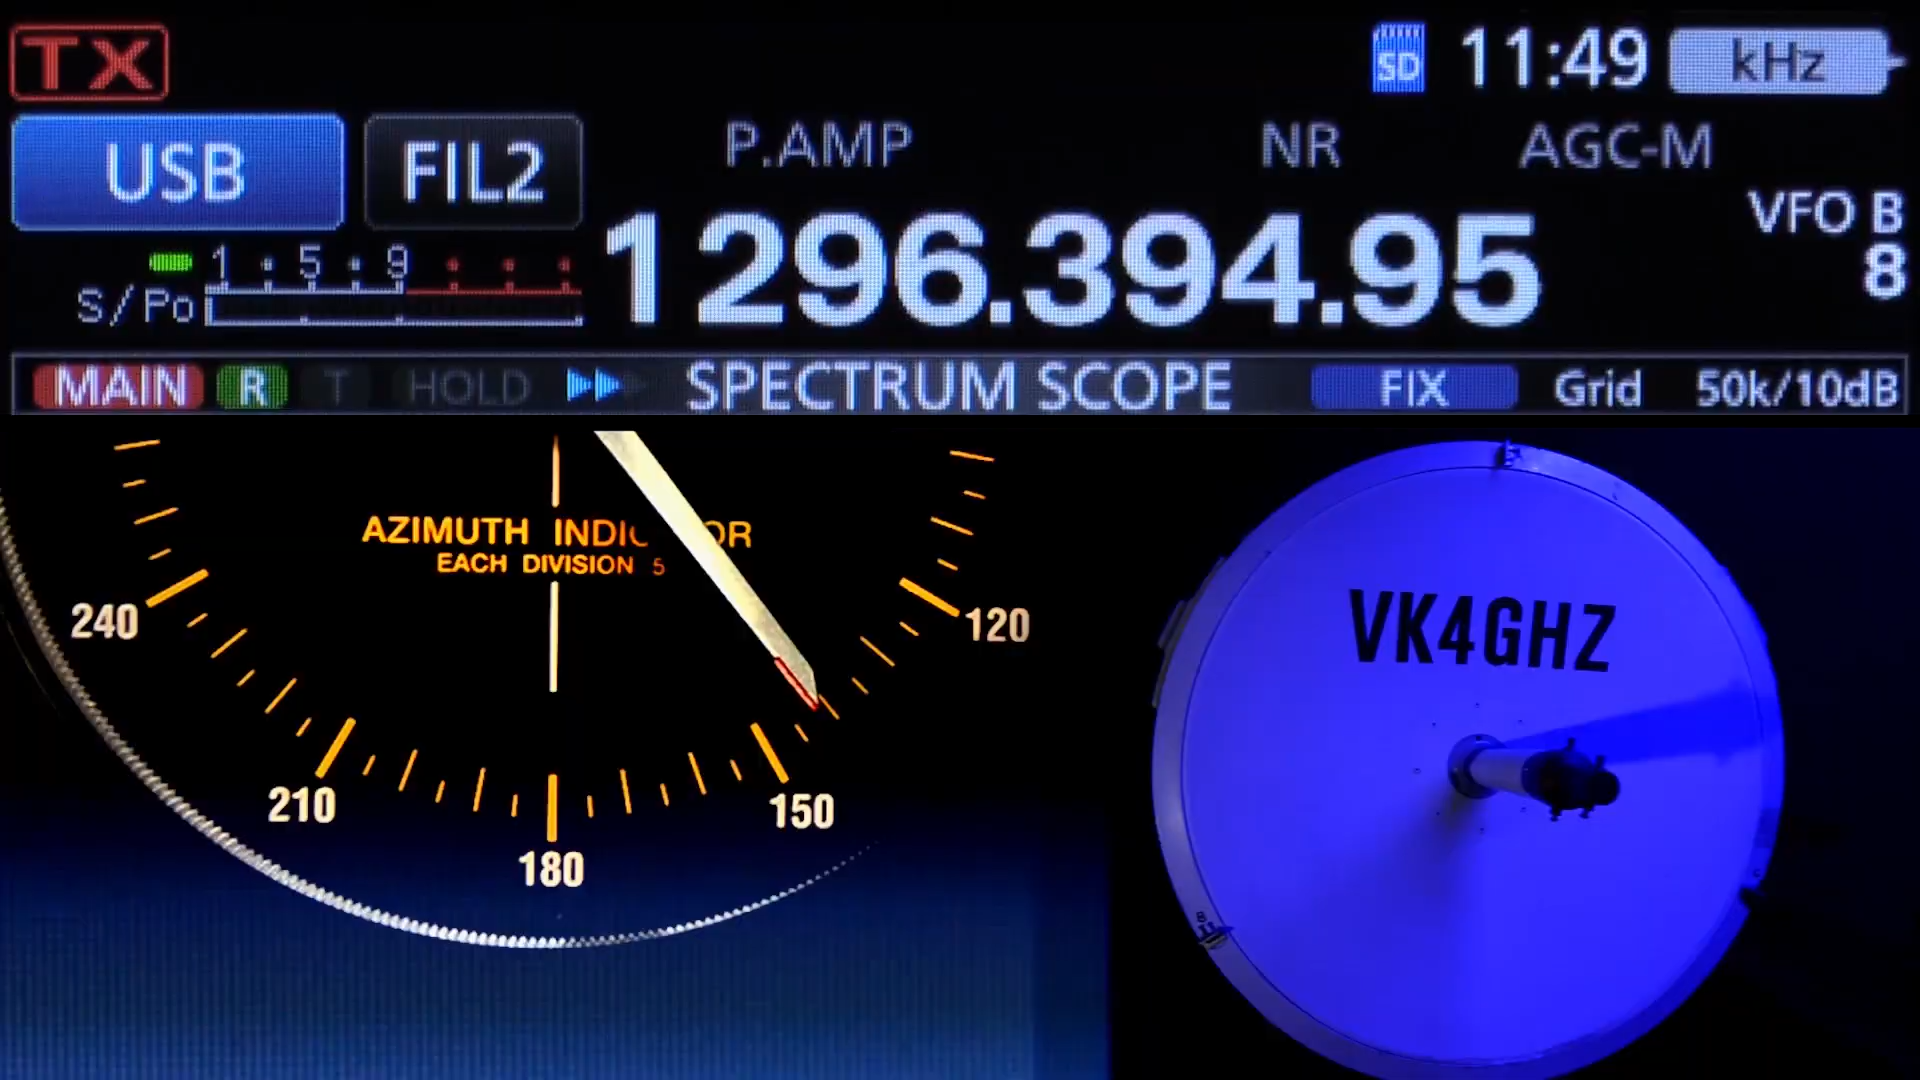 TX
SD 11:49 kHz
USB FIL2 P.AMP NR AGC-M
VFO B
1 5 9
1296.394.95 8
S/Po
MAIN R T HOLD SPECTRUM SCOPE FIX Grid 50k/10dB
AZIMUTH
EACH DIVISION 5
240
120
210
150
180
VK4GHZ